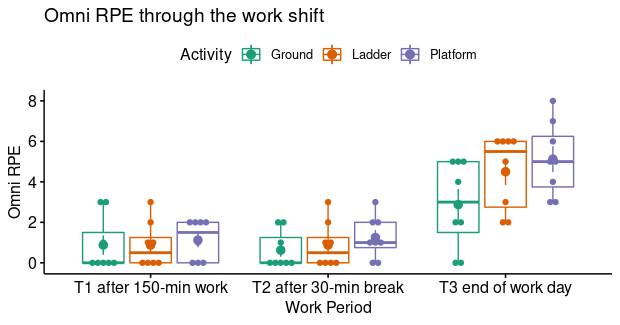 Omni RPE through the work shift
Activity Ground Ladder Platform
Omni RPE
8
6
4
2
0
T1 after 150-min work T2 after 30-min break T3 end of work day
Work Period